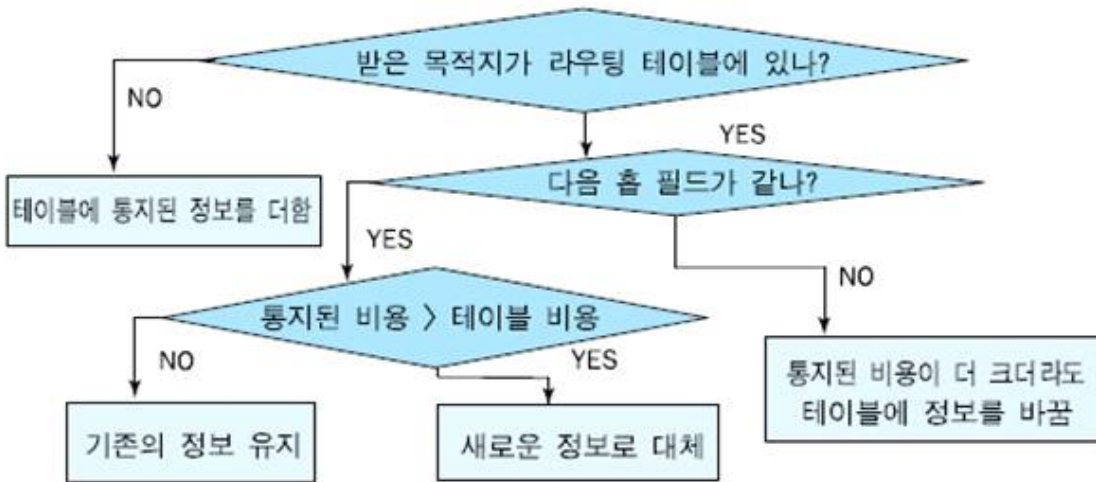 받은 목적지가 라우팅 테이블에 있나?
NO
YES
다음 홉 필드가 같나?
테이블에 통지된 정보를 더함
YES
NO
통지된 비용 > 테이블 비용
NO
YES
통지된 비용이 더 크더라도
테이블에 정보를 바꿈
기존의 정보 유지
새로운 정보로 대체